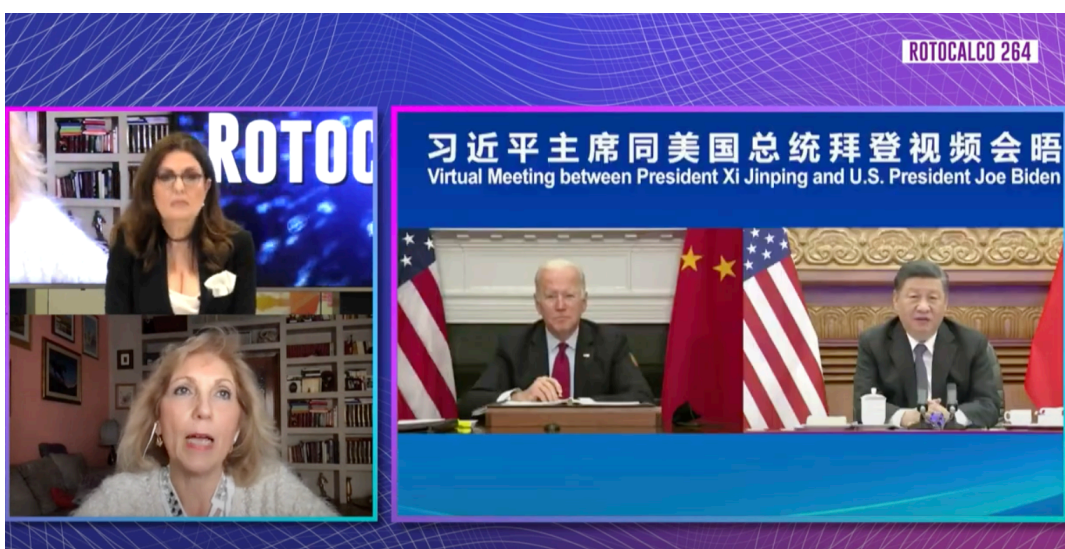 ROTOCALCO 264
ROTOC
习近平主席同美国总统拜登视频会晤
Virtual Meeting between President Xi Jinping and U.S. President Joe Biden